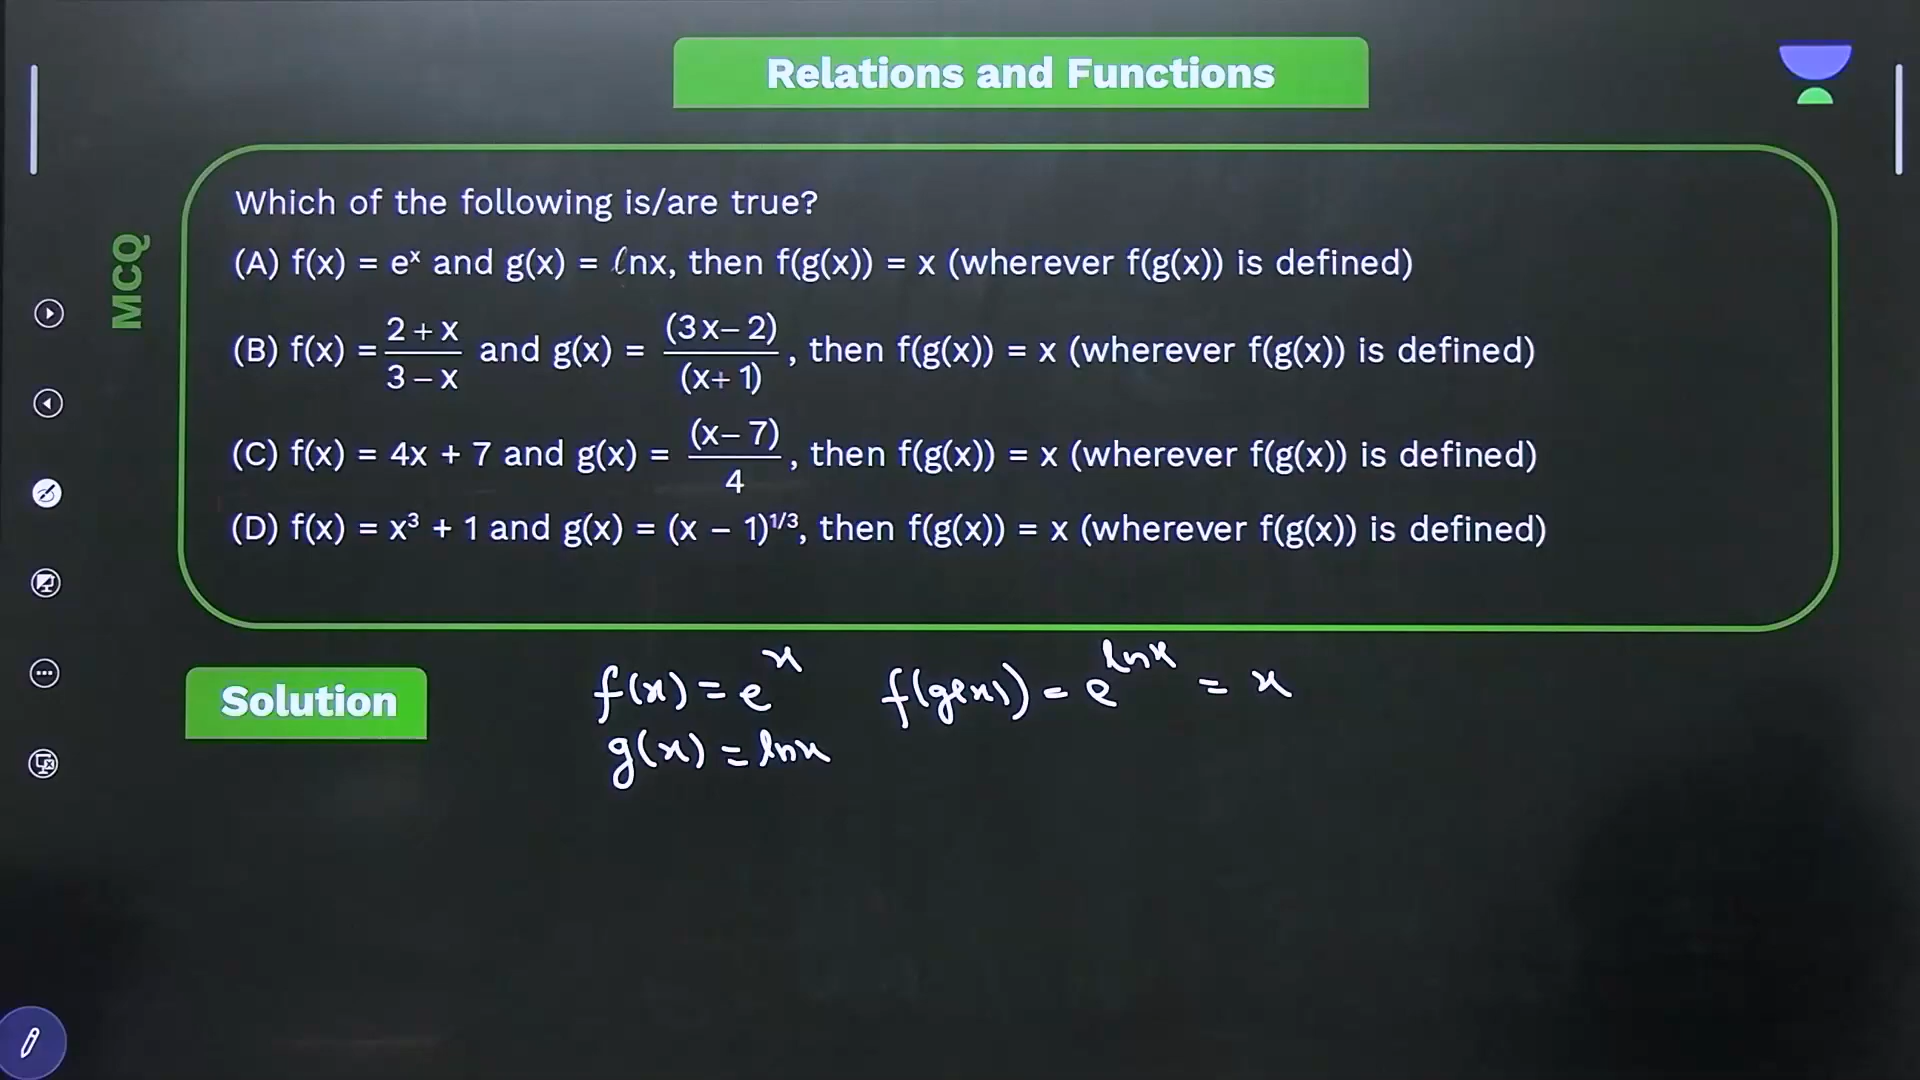 Relations and Functions
MCQ
Which of the following is/are true?
(A) f(x) = eˣ and g(x) = ℓnx, then f(g(x)) = x (wherever f(g(x)) is defined)
(B) f(x) = (2 + x)/(3 – x) and g(x) = (3x– 2)/(x+ 1), then f(g(x)) = x (wherever f(g(x)) is defined)
(C) f(x) = 4x + 7 and g(x) = (x– 7)/4, then f(g(x)) = x (wherever f(g(x)) is defined)
(D) f(x) = x³ + 1 and g(x) = (x – 1)^1/3, then f(g(x)) = x (wherever f(g(x)) is defined)
Solution
f(x) = eˣ f(g(x)) = e^lnx = x
g(x) = lnx